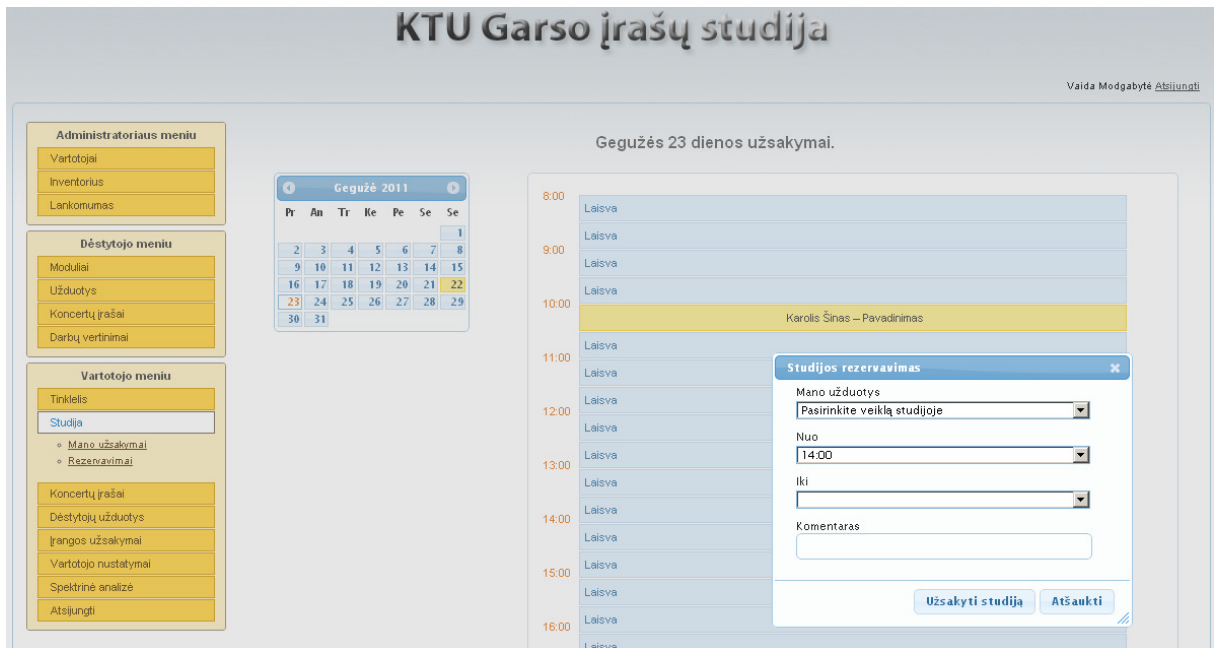 KTU Garso įrašų studija
Vaida Modgabytė Atsijungti
Administratoriaus meniu
Vartotojai
Inventorius
Lankomumas
Dėstytojo meniu
Moduliai
Užduotys
Koncertų įrašai
Darbų vertinimai
Vartotojo meniu
Tinklelis
Studija
Mano užsakymai
Rezervavimai
Koncertų įrašai
Dėstytojų užduotys
Įrangos užsakymai
Vartotojo nustatymai
Spektrinė analizė
Atsijungti
Gegužė 2011
Pr An Tr Ke Pe Se Se
1
2 3 4 5 6 7 8
9 10 11 12 13 14 15
16 17 18 19 20 21 22
23 24 25 26 27 28 29
30 31
Gegužės 23 dienos užsakymai.
8:00
Laisva
Laisva
9:00
Laisva
Laisva
10:00
Karolis Šinas – Pavadinimas
Laisva
11:00
Laisva
Laisva
12:00
Laisva
Laisva
13:00
Laisva
Laisva
14:00
Laisva
Laisva
15:00
Laisva
Laisva
16:00
Laisva
Studijos rezervavimas
Mano užduotys
Pasirinkite veiklą studijoje
Nuo
14:00
Iki
Komentaras
Užsakyti studiją Atšaukti